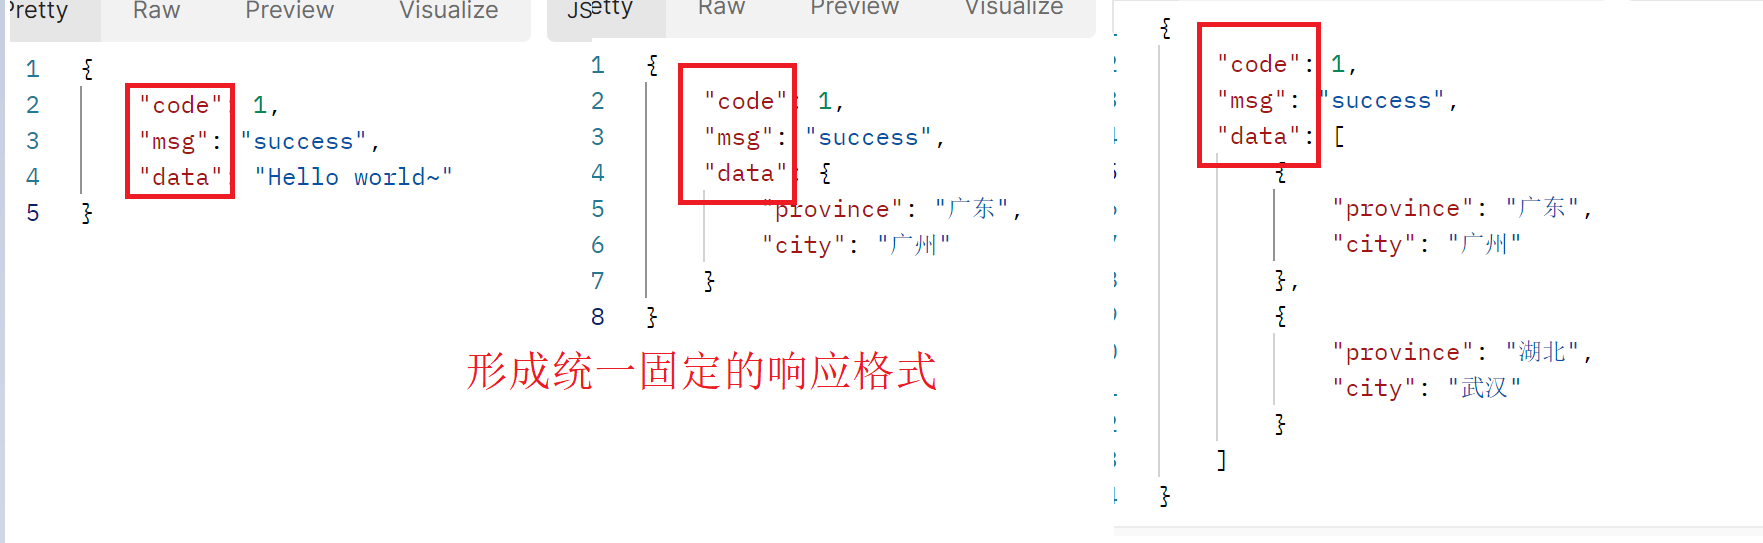 Pretty Raw Preview Visualize
1 {
2 "code": 1,
3 "msg": "success",
4 "data": "Hello world~"
5 }
JS
etty Raw Preview Visualize
1 {
2 "code": 1,
3 "msg": "success",
4 "data": {
5 "province": "广东",
6 "city": "广州"
7 }
8 }
形成统一固定的响应格式
{
"code": 1,
"msg": "success",
"data": [
{
"province": "广东",
"city": "广州"
},
{
"province": "湖北",
"city": "武汉"
}
]
}